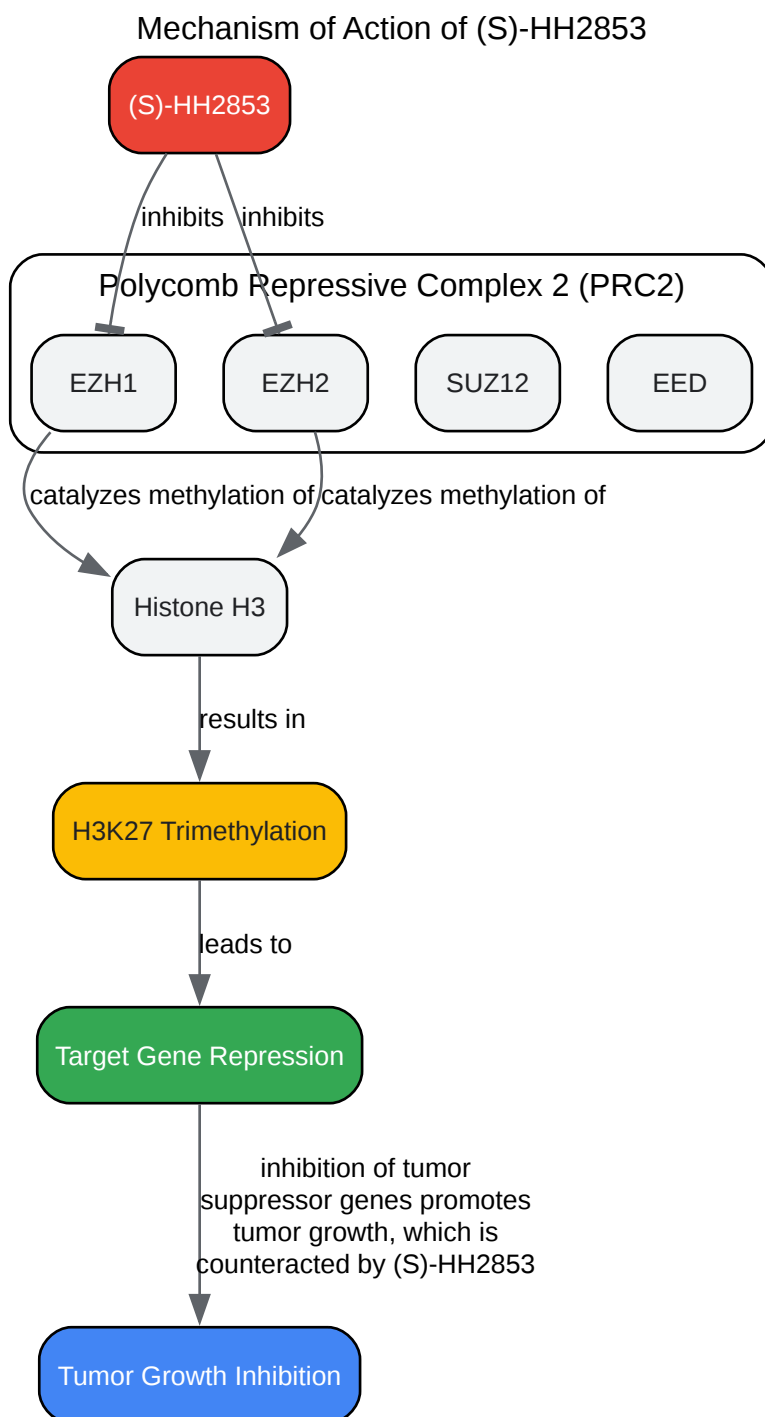 Mechanism of Action of (S)-HH2853
(S)-HH2853
inhibits inhibits
Polycomb Repressive Complex 2 (PRC2)
EZH1 EZH2 SUZ12 EED
catalyzes methylation of catalyzes methylation of
Histone H3
results in
H3K27 Trimethylation
leads to
Target Gene Repression
inhibition of tumor
suppressor genes promotes
tumor growth, which is
counteracted by (S)-HH2853
Tumor Growth Inhibition